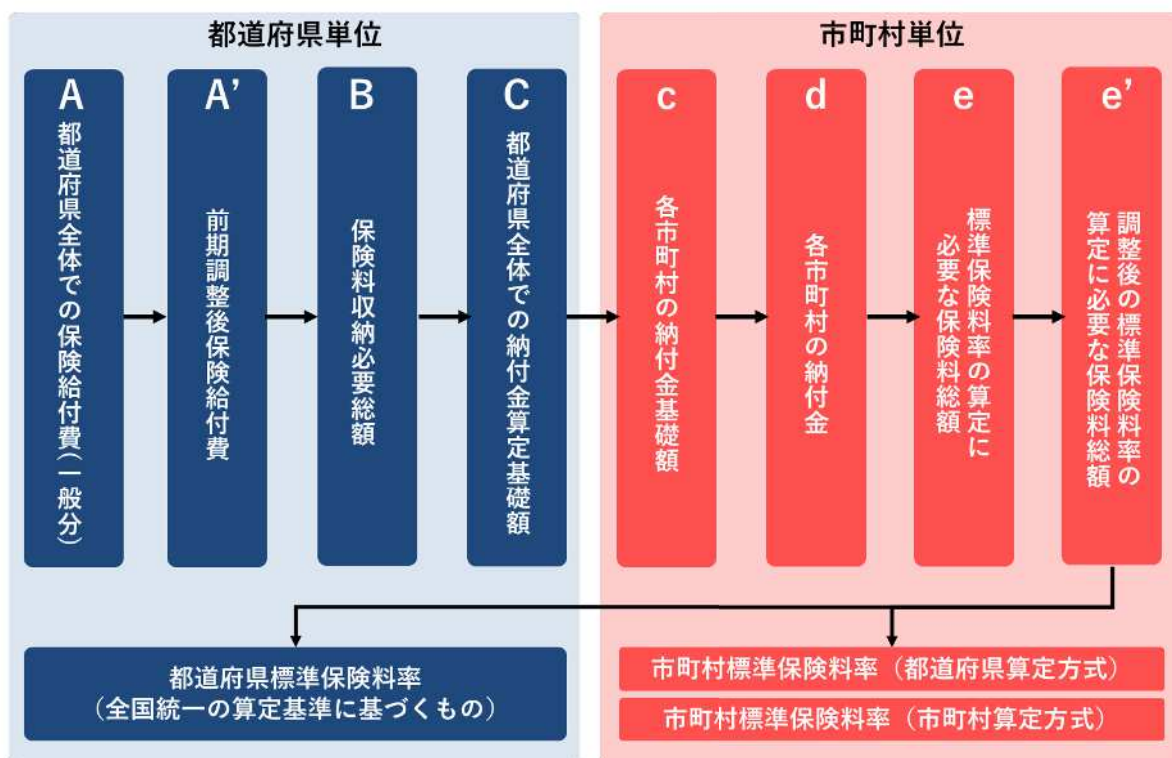 都道府県単位
A
都道府県全体での保険給付費(一般分)
A’
前期調整後保険給付費
B
保険料収納必要総額
C
都道府県全体での納付金算定基礎額
市町村単位
c
各市町村の納付金基礎額
d
各市町村の納付金
e
標準保険料率の算定に
必要な保険料総額
e’
調整後の標準保険料率の
算定に必要な保険料総額
都道府県標準保険料率
(全国統一の算定基準に基づくもの)
市町村標準保険料率(都道府県算定方式)
市町村標準保険料率(市町村算定方式)